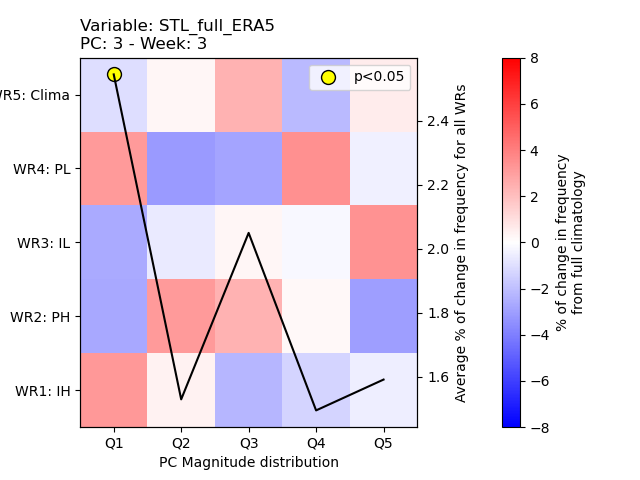 Variable: STL_full_ERA5
PC: 3 - Week: 3
p<0.05
WR5: Clima
WR4: PL
WR3: IL
WR2: PH
WR1: IH
Q1 Q2 Q3 Q4 Q5
PC Magnitude distribution
2.4
2.2
2.0
1.8
1.6
Average % of change in frequency for all WRs
8
6
4
2
0
−2
−4
−6
−8
% of change in frequency
from full climatology